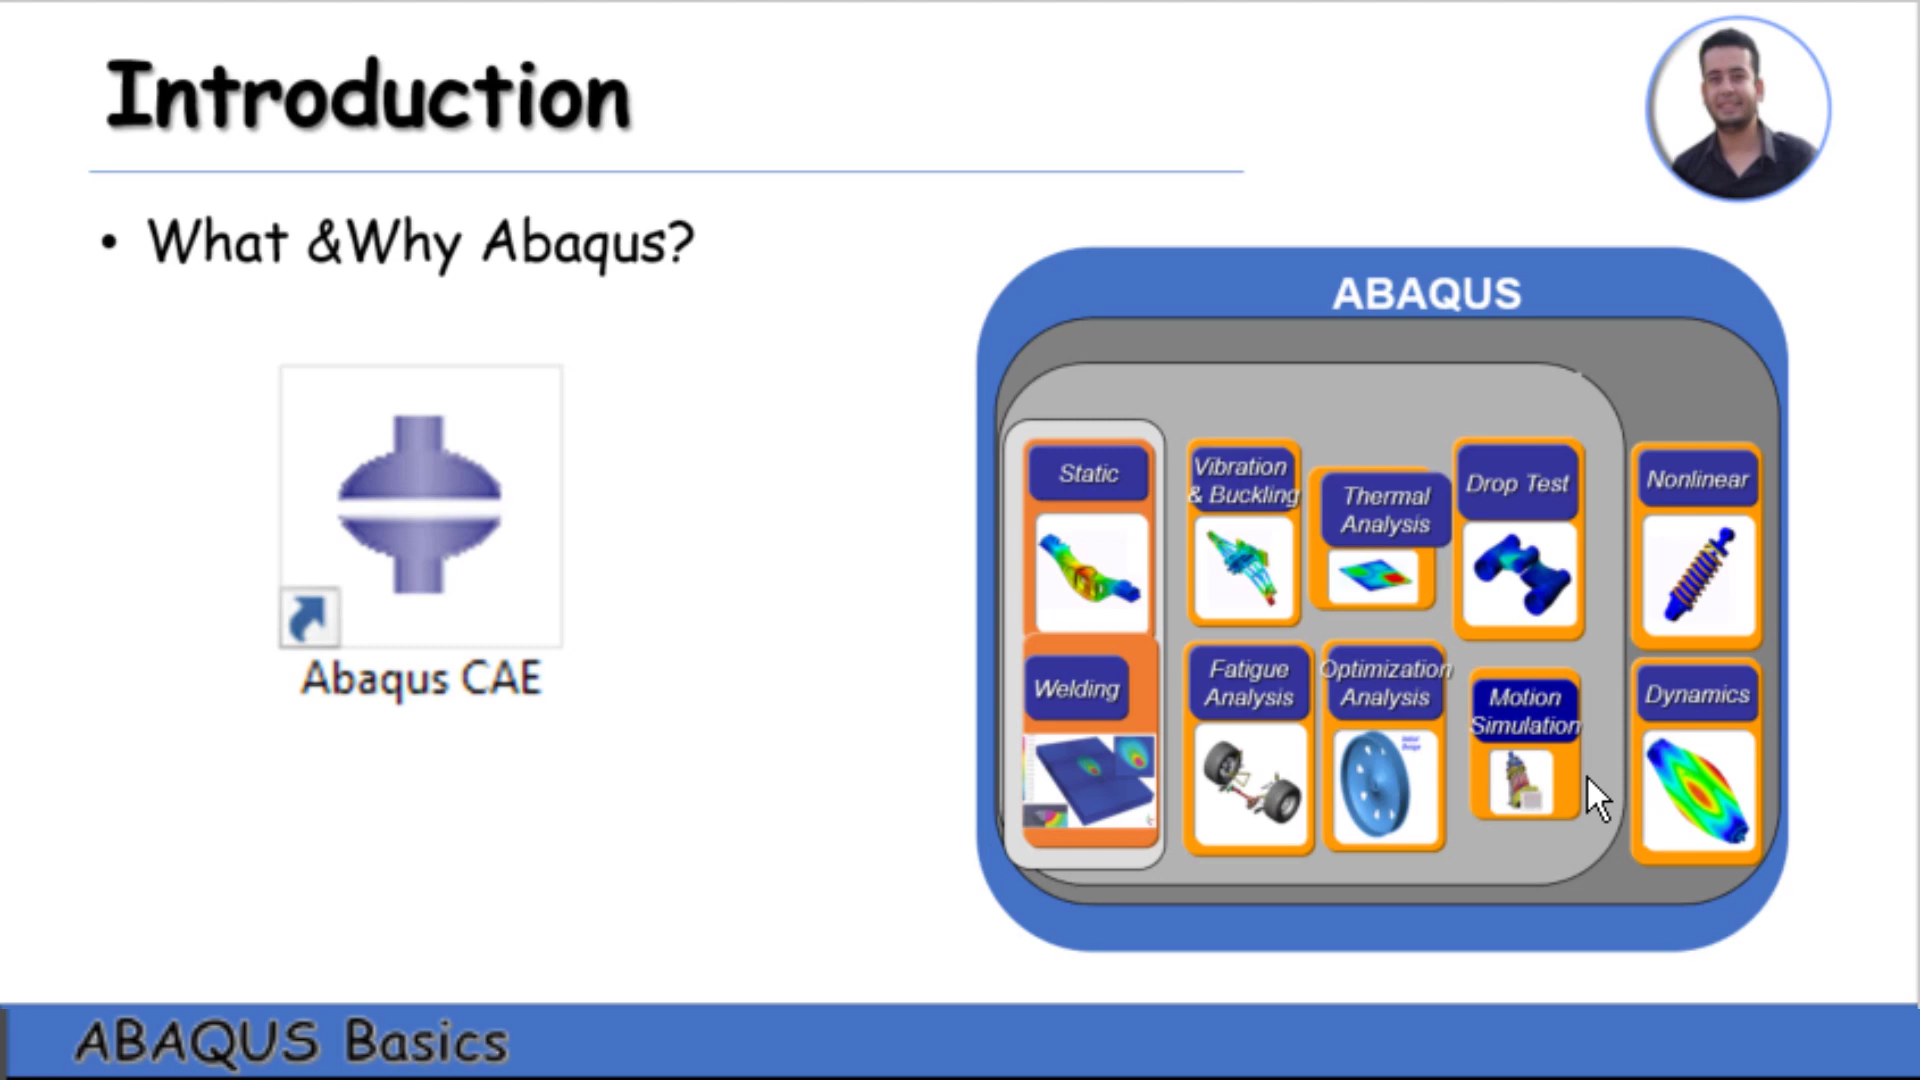 Introduction
• What &Why Abaqus?
Abaqus CAE
ABAQUS
Static
Vibration
& Buckling
Thermal
Analysis
Drop Test
Nonlinear
Welding
Fatigue
Analysis
Optimization
Analysis
Motion
Simulation
Dynamics
ABAQUS Basics